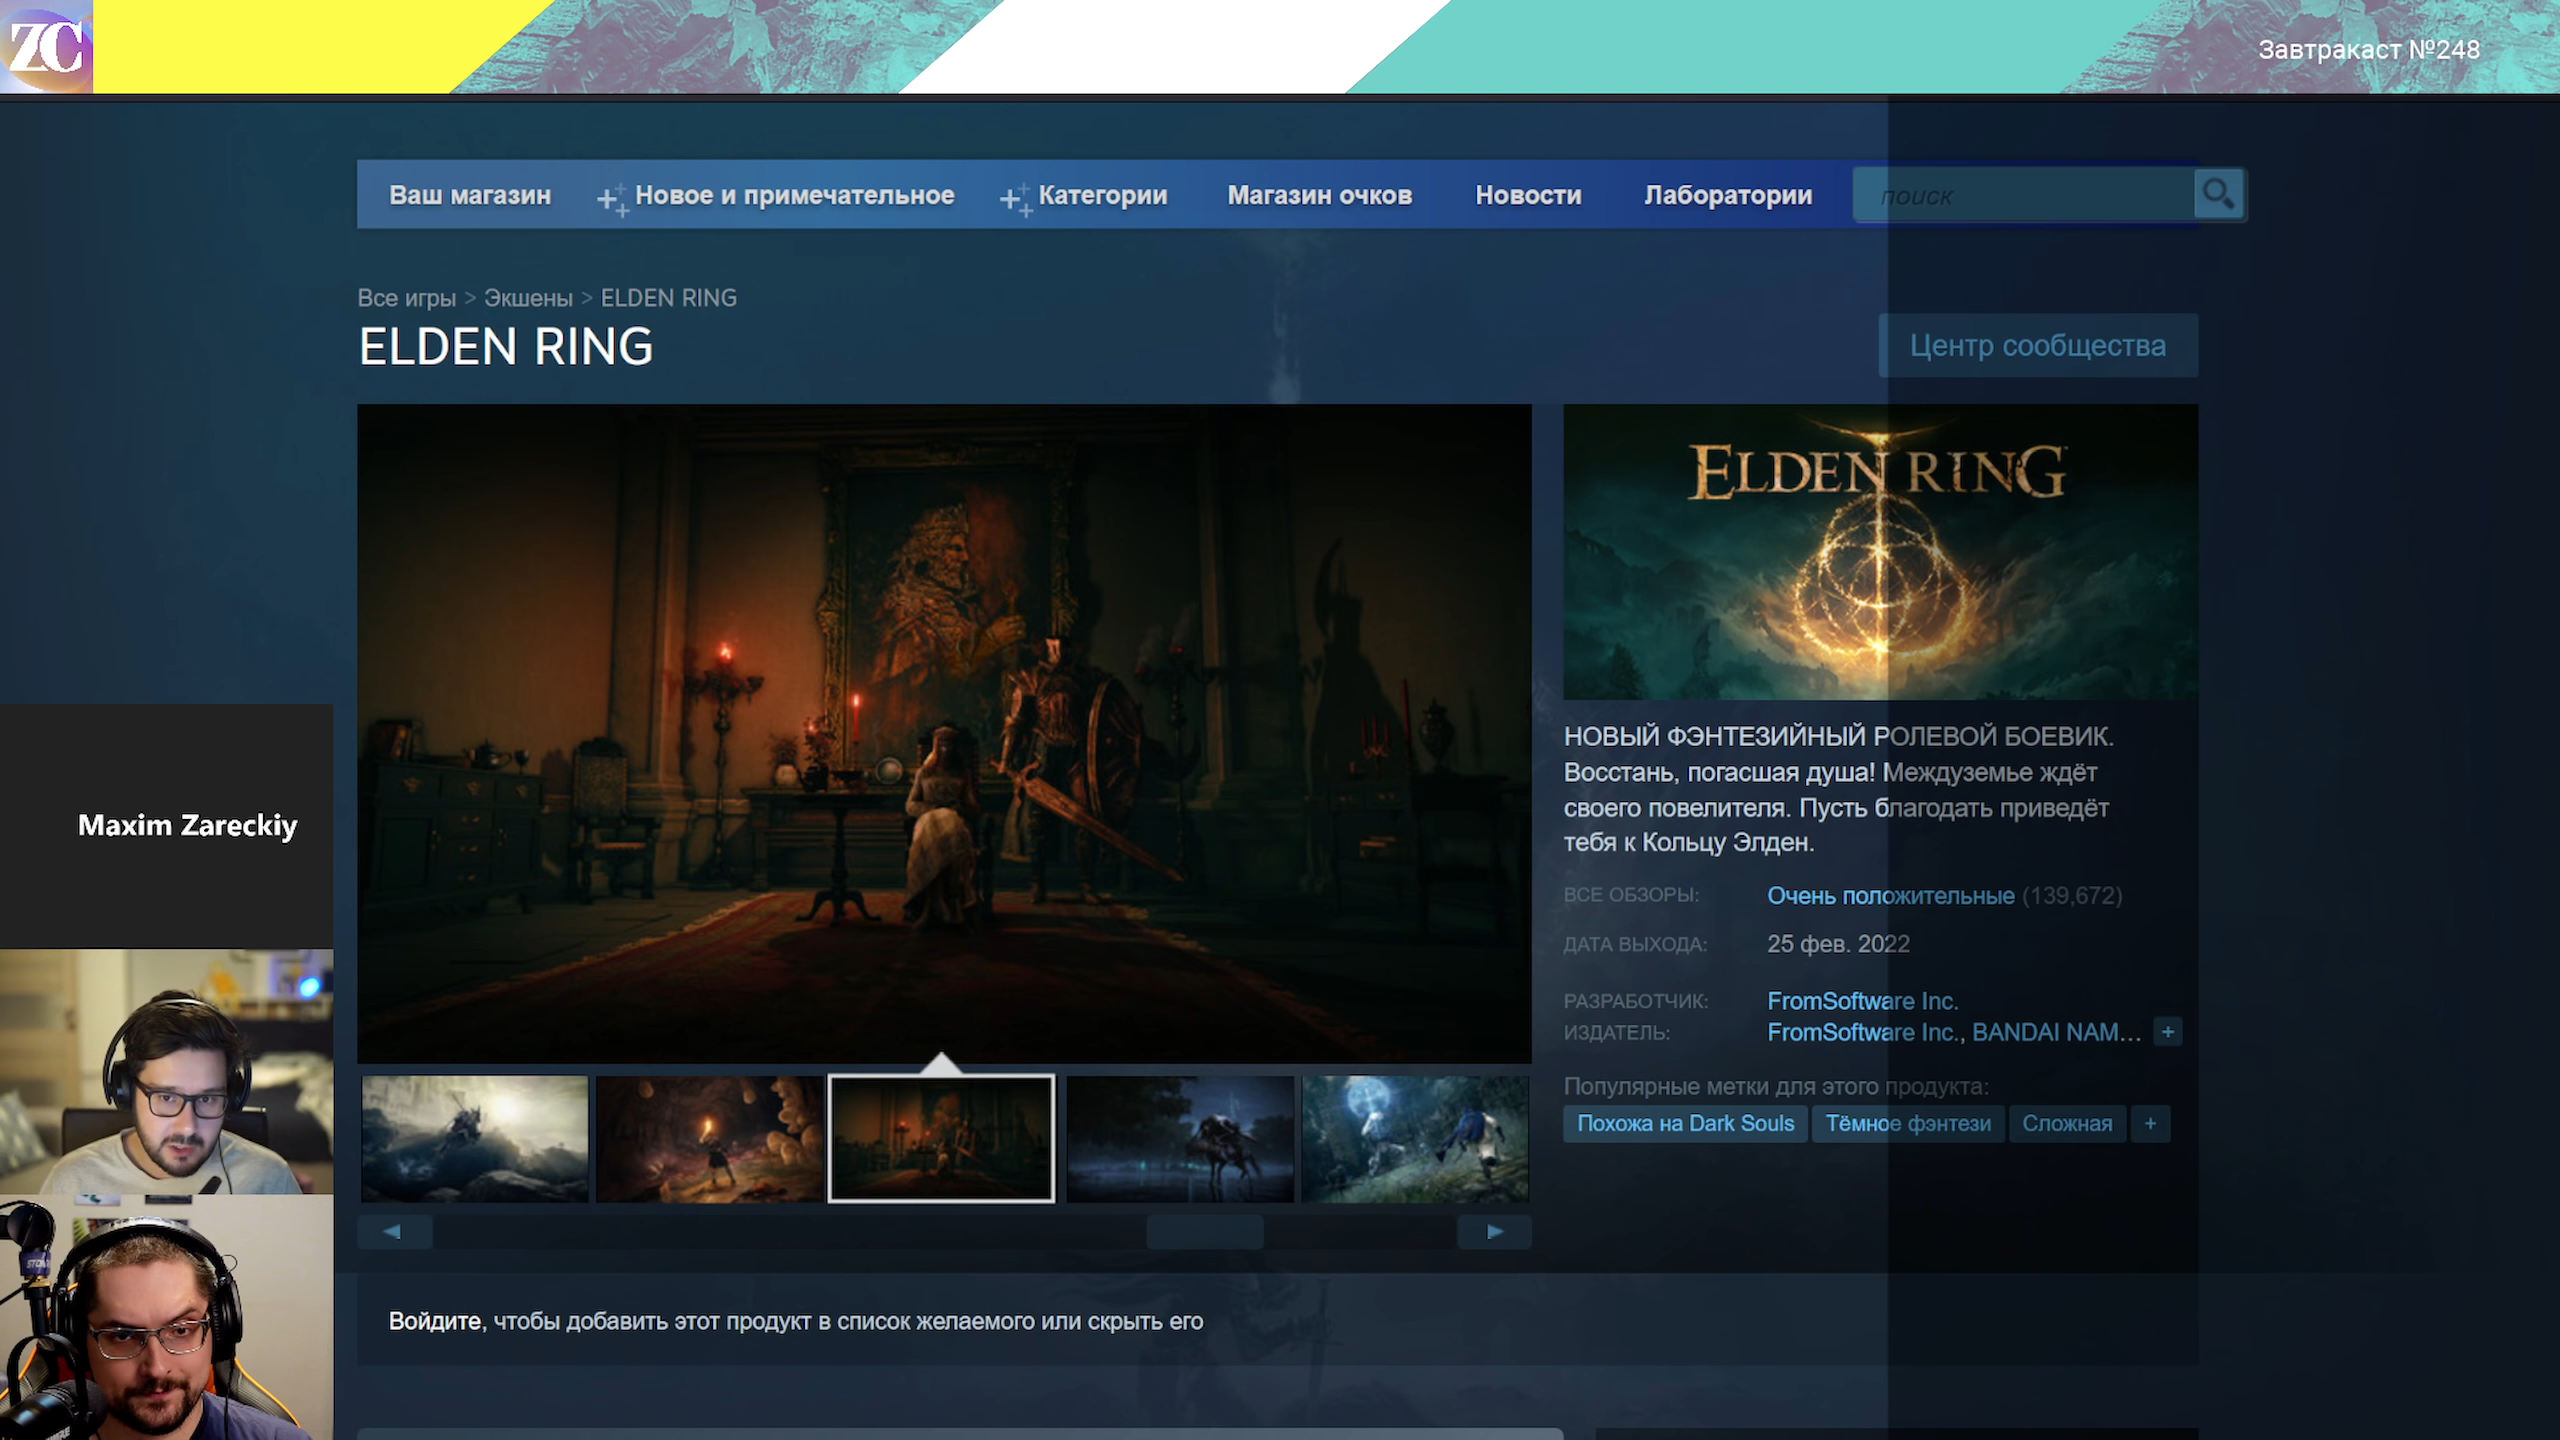 ZC
Завтракаст №248
Ваш магазин
Новое и примечательное
Категории
Магазин очков
Новости
Лаборатории
поиск
Все игры > Экшены > ELDEN RING
ELDEN RING
Центр сообщества
ELDEN RING
НОВЫЙ ФЭНТЕЗИЙНЫЙ РОЛЕВОЙ БОЕВИК.
Восстань, погасшая душа! Междуземье ждёт
своего повелителя. Пусть благодать приведёт
тебя к Кольцу Элден.
ВСЕ ОБЗОРЫ: Очень положительные (139,672)
ДАТА ВЫХОДА: 25 фев. 2022
РАЗРАБОТЧИК: FromSoftware Inc.
ИЗДАТЕЛЬ: FromSoftware Inc., BANDAI NAM... +
Популярные метки для этого продукта:
Похожа на Dark Souls Тёмное фэнтези Сложная +
Maxim Zareckiy
Войдите, чтобы добавить этот продукт в список желаемого или скрыть его